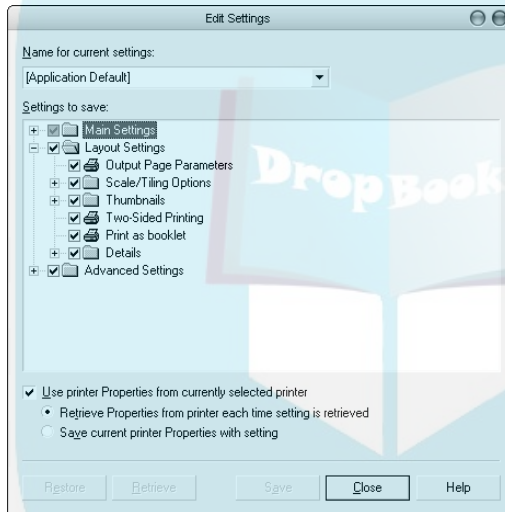 Edit Settings
Name for current settings:
[Application Default]
Settings to save:
Main Settings
Layout Settings
Output Page Parameters
Scale/Tiling Options
Thumbnails
Two-Sided Printing
Print as booklet
Details
Advanced Settings
DropBook
Use printer Properties from currently selected printer
Retrieve Properties from printer each time setting is retrieved
Save current printer Properties with setting
Restore Retrieve Save Close Help